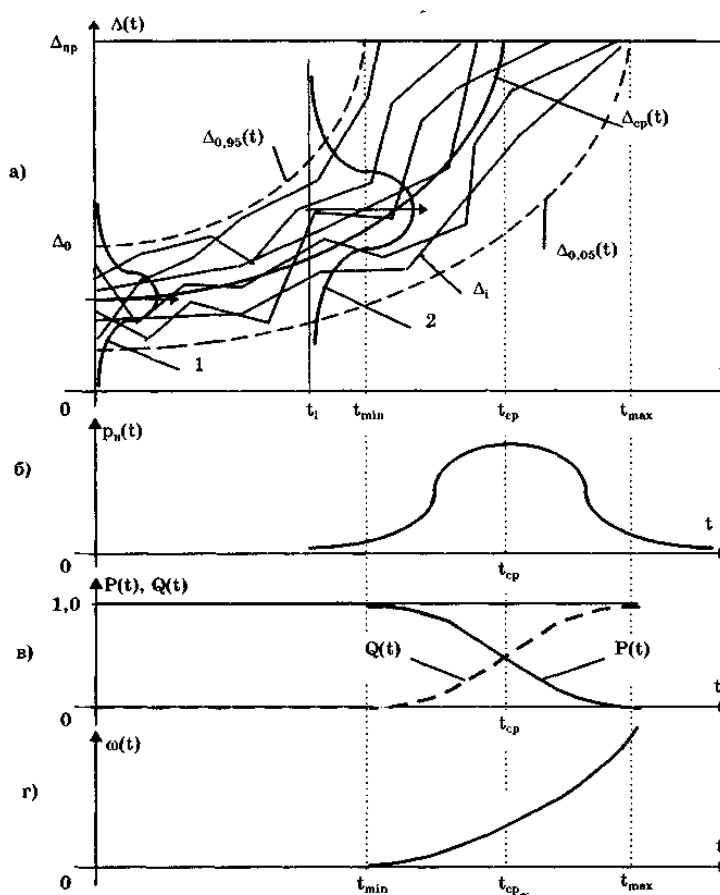 Δ(t)
Δпр
Δ0,95(t)
Δср(t)
а)
Δ0
Δ0,05(t)
Δi
2
1
0 ti tmin tср tmax
pн(t)
б)
t
0 tср
P(t), Q(t)
1,0
в) Q(t) P(t)
t
0 tср
ω(t)
г)
t
0 tmin tср tmax